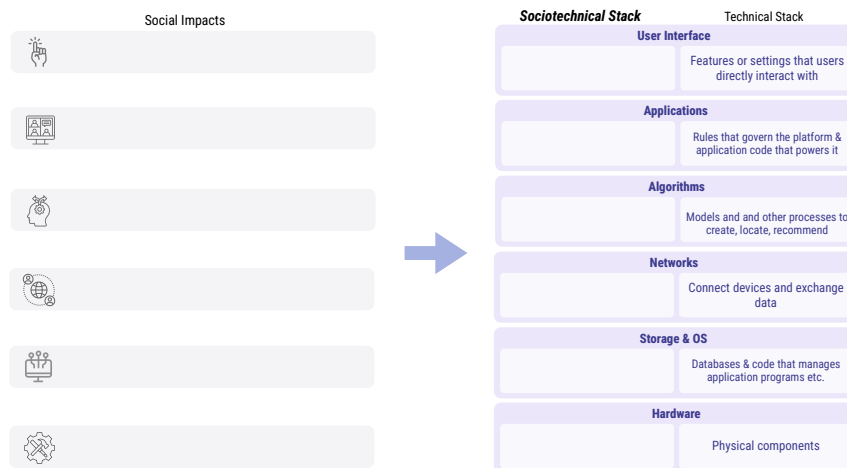 Social Impacts
Sociotechnical Stack
Technical Stack
User Interface
Features or settings that users
directly interact with
Applications
Rules that govern the platform &
application code that powers it
Algorithms
Models and and other processes to
create, locate, recommend
Networks
Connect devices and exchange
data
Storage & OS
Databases & code that manages
application programs etc.
Hardware
Physical components